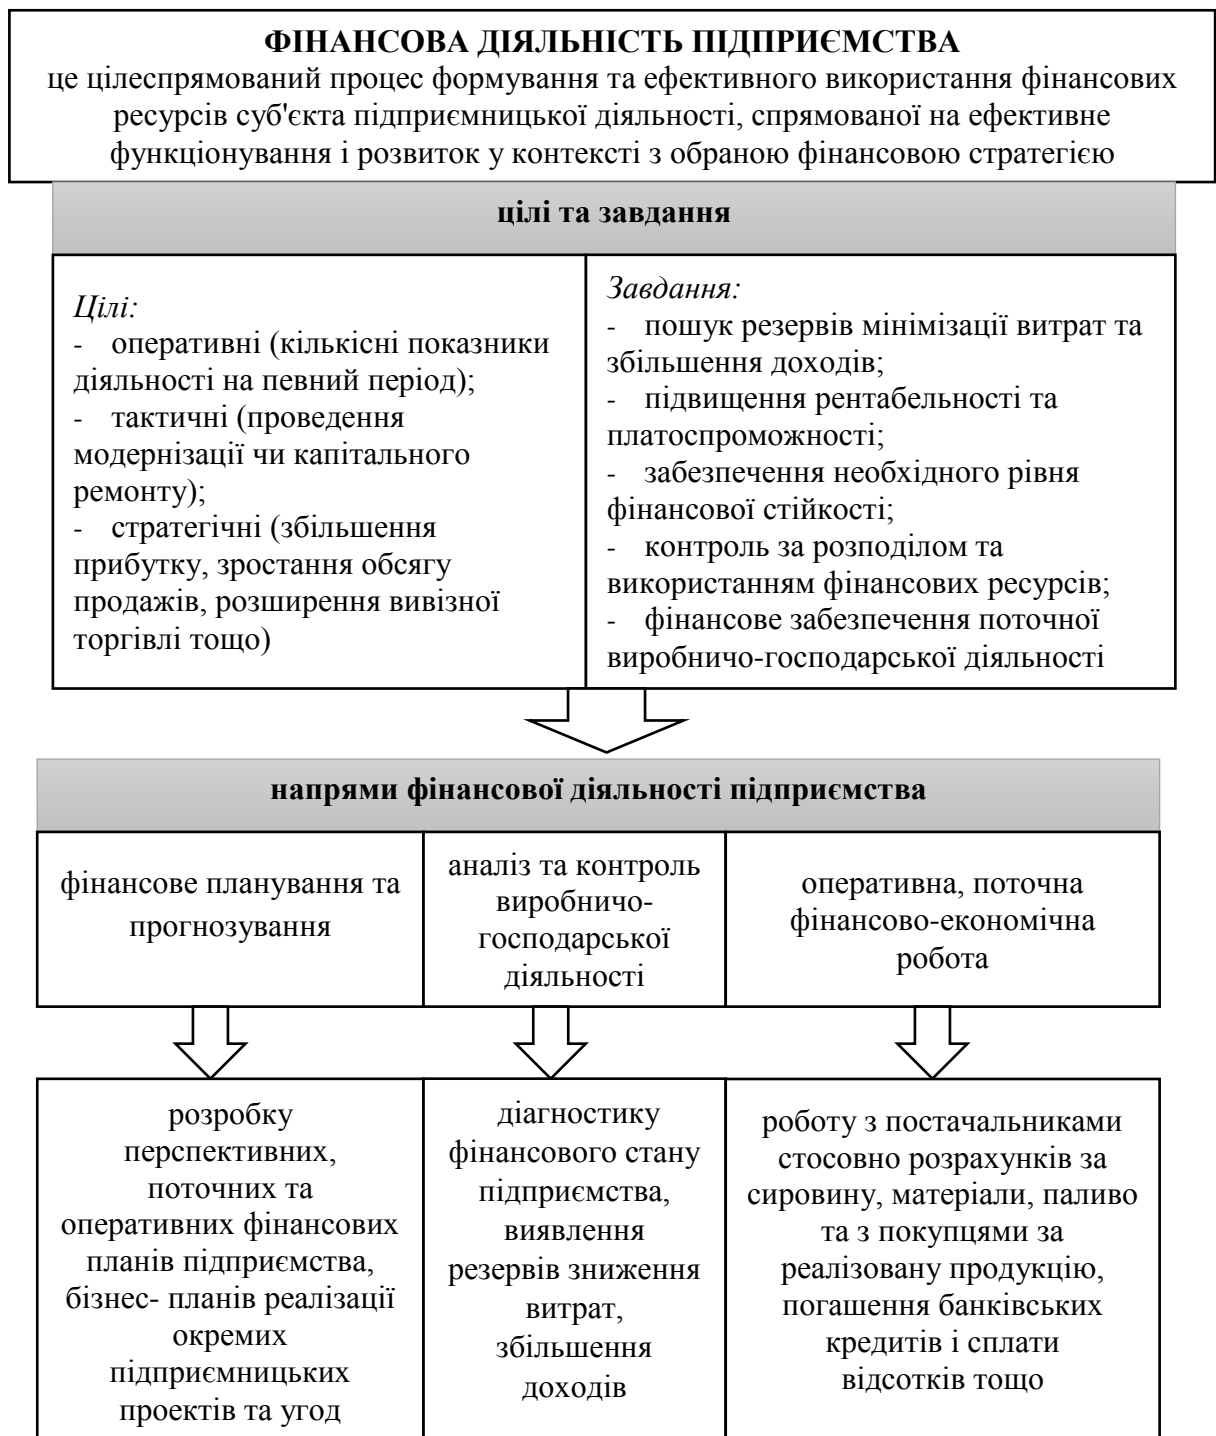 ФІНАНСОВА ДІЯЛЬНІСТЬ ПІДПРИЄМСТВА
це цілеспрямований процес формування та ефективного використання фінансових
ресурсів суб'єкта підприємницької діяльності, спрямованої на ефективне
функціонування і розвиток у контексті з обраною фінансовою стратегією
цілі та завдання
Цілі:
- оперативні (кількісні показники
діяльності на певний період);
- тактичні (проведення
модернізації чи капітального
ремонту);
- стратегічні (збільшення
прибутку, зростання обсягу
продажів, розширення вивізної
торгівлі тощо)
Завдання:
- пошук резервів мінімізації витрат та
збільшення доходів;
- підвищення рентабельності та
платоспроможності;
- забезпечення необхідного рівня
фінансової стійкості;
- контроль за розподілом та
використанням фінансових ресурсів;
- фінансове забезпечення поточної
виробничо-господарської діяльності
напрями фінансової діяльності підприємства
фінансове планування та
прогнозування
аналіз та контроль
виробничо-
господарської
діяльності
оперативна, поточна
фінансово-економічна
робота
розробку
перспективних,
поточних та
оперативних фінансових
планів підприємства,
бізнес- планів реалізації
окремих
підприємницьких
проектів та угод
діагностику
фінансового стану
підприємства,
виявлення
резервів зниження
витрат,
збільшення
доходів
роботу з постачальниками
стосовно розрахунків за
сировину, матеріали, паливо
та з покупцями за
реалізовану продукцію,
погашення банківських
кредитів і сплати
відсотків тощо